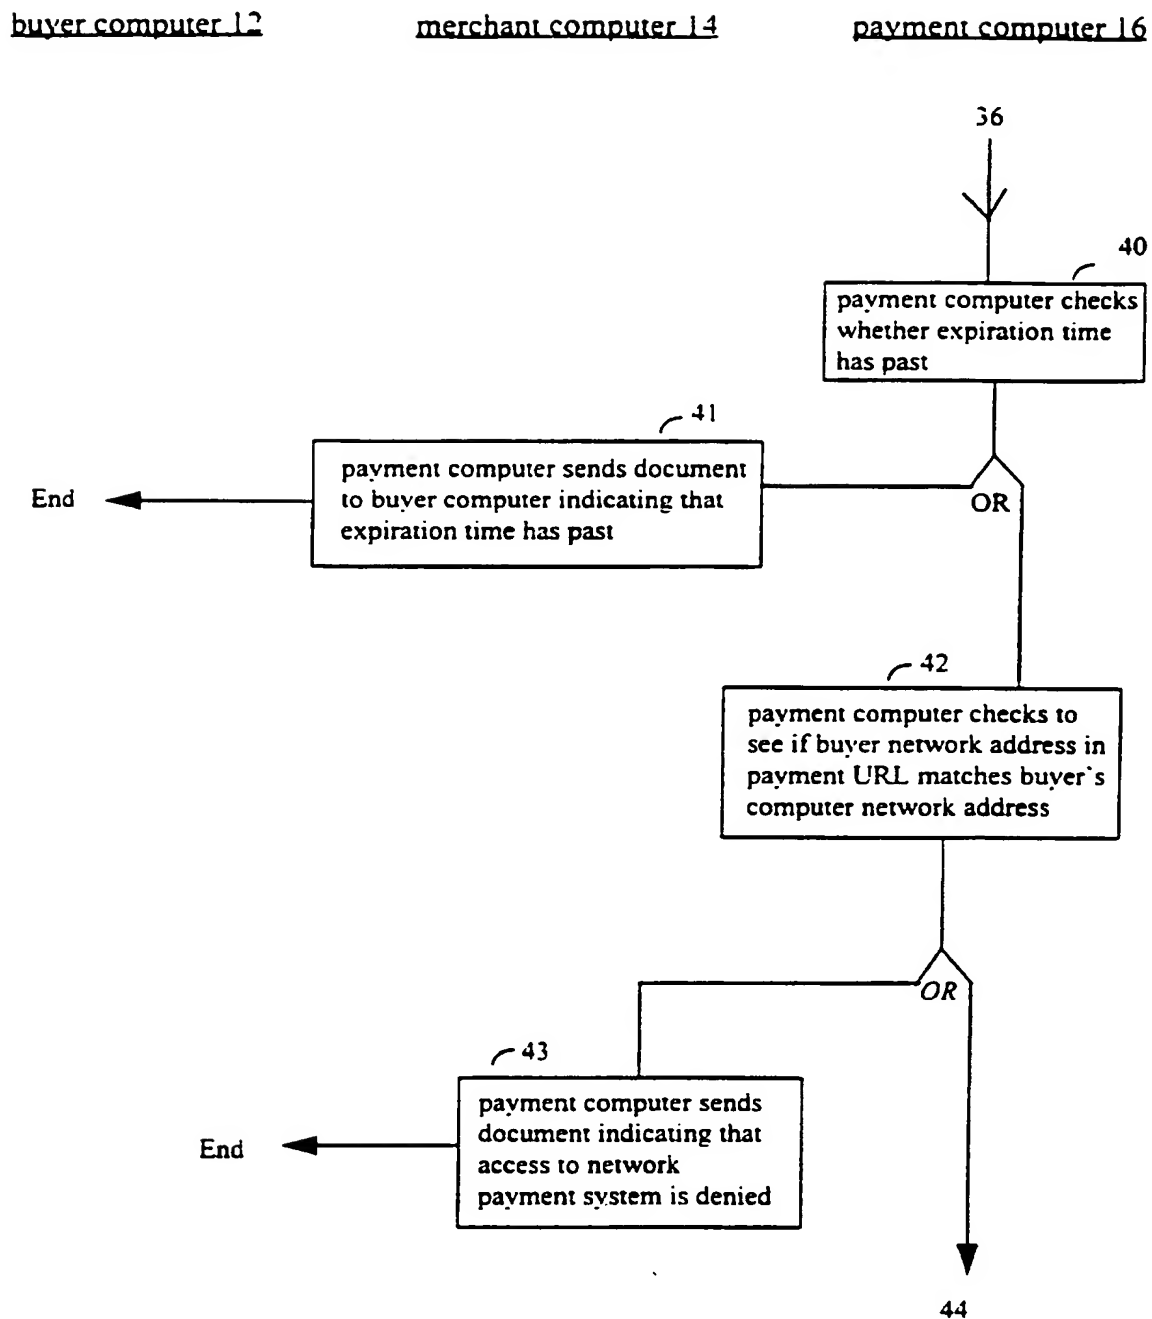 buyer computer 12
merchant computer 14
payment computer 16
36
40
payment computer checks
whether expiration time
has past
OR
41
payment computer sends document
to buyer computer indicating that
expiration time has past
End
42
payment computer checks to
see if buyer network address in
payment URL matches buyer's
computer network address
OR
43
payment computer sends
document indicating that
access to network
payment system is denied
End
44